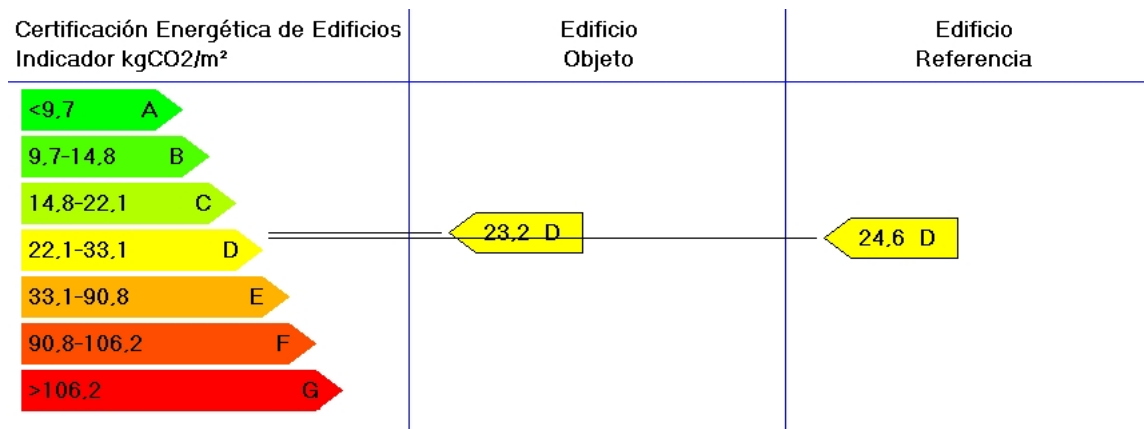 Certificación Energética de Edificios
Indicador kgCO2/m²
Edificio
Objeto
Edificio
Referencia
<9,7 A
9,7-14,8 B
14,8-22,1 C
22,1-33,1 D
33,1-90,8 E
90,8-106,2 F
>106,2 G
23,2 D
24,6 D